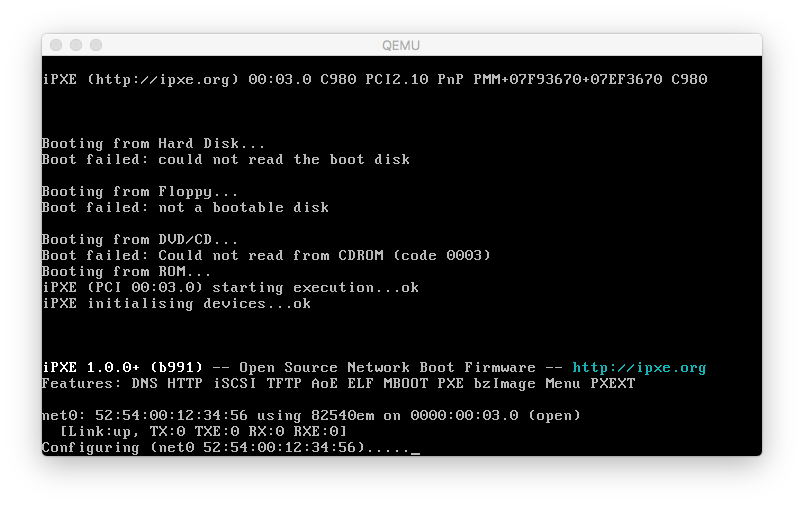 QEMU
iPXE (http://ipxe.org) 00:03.0 C980 PCI2.10 PnP PMM+07F93670+07EF3670 C980
Booting from Hard Disk...
Boot failed: could not read the boot disk
Booting from Floppy...
Boot failed: not a bootable disk
Booting from DVD/CD...
Boot failed: Could not read from CDROM (code 0003)
Booting from ROM...
iPXE (PCI 00:03.0) starting execution...ok
iPXE initialising devices...ok
iPXE 1.0.0+ (b991) -- Open Source Network Boot Firmware -- http://ipxe.org
Features: DNS HTTP iSCSI TFTP AoE ELF MBOOT PXE bzImage Menu PXEXT
net0: 52:54:00:12:34:56 using 82540em on 0000:00:03.0 (open)
[Link:up, TX:0 TXE:0 RX:0 RXE:0]
Configuring (net0 52:54:00:12:34:56)....._